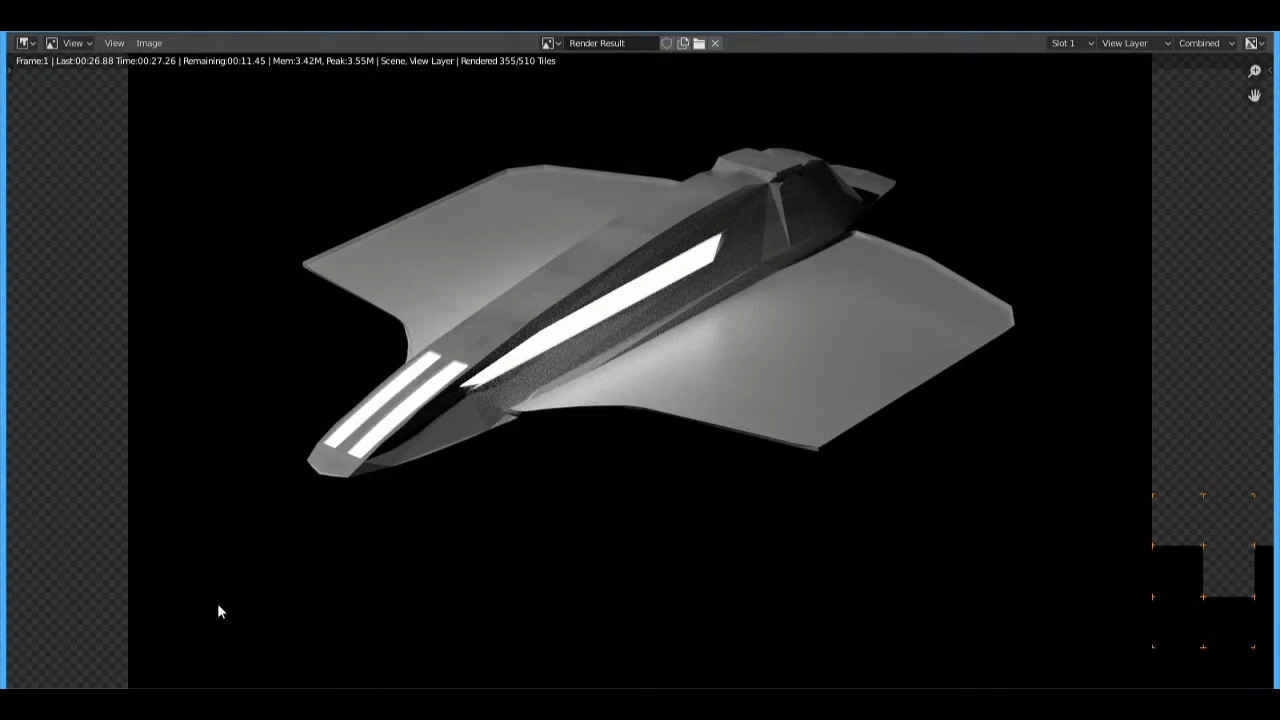 View View Image Render Result Slot 1 View Layer Combined
Frame:1 | Last:00:26.88 Time:00:27.26 | Remaining:00:11.45 | Mem:3.42M, Peak:3.55M | Scene, View Layer | Rendered 355/510 Tiles